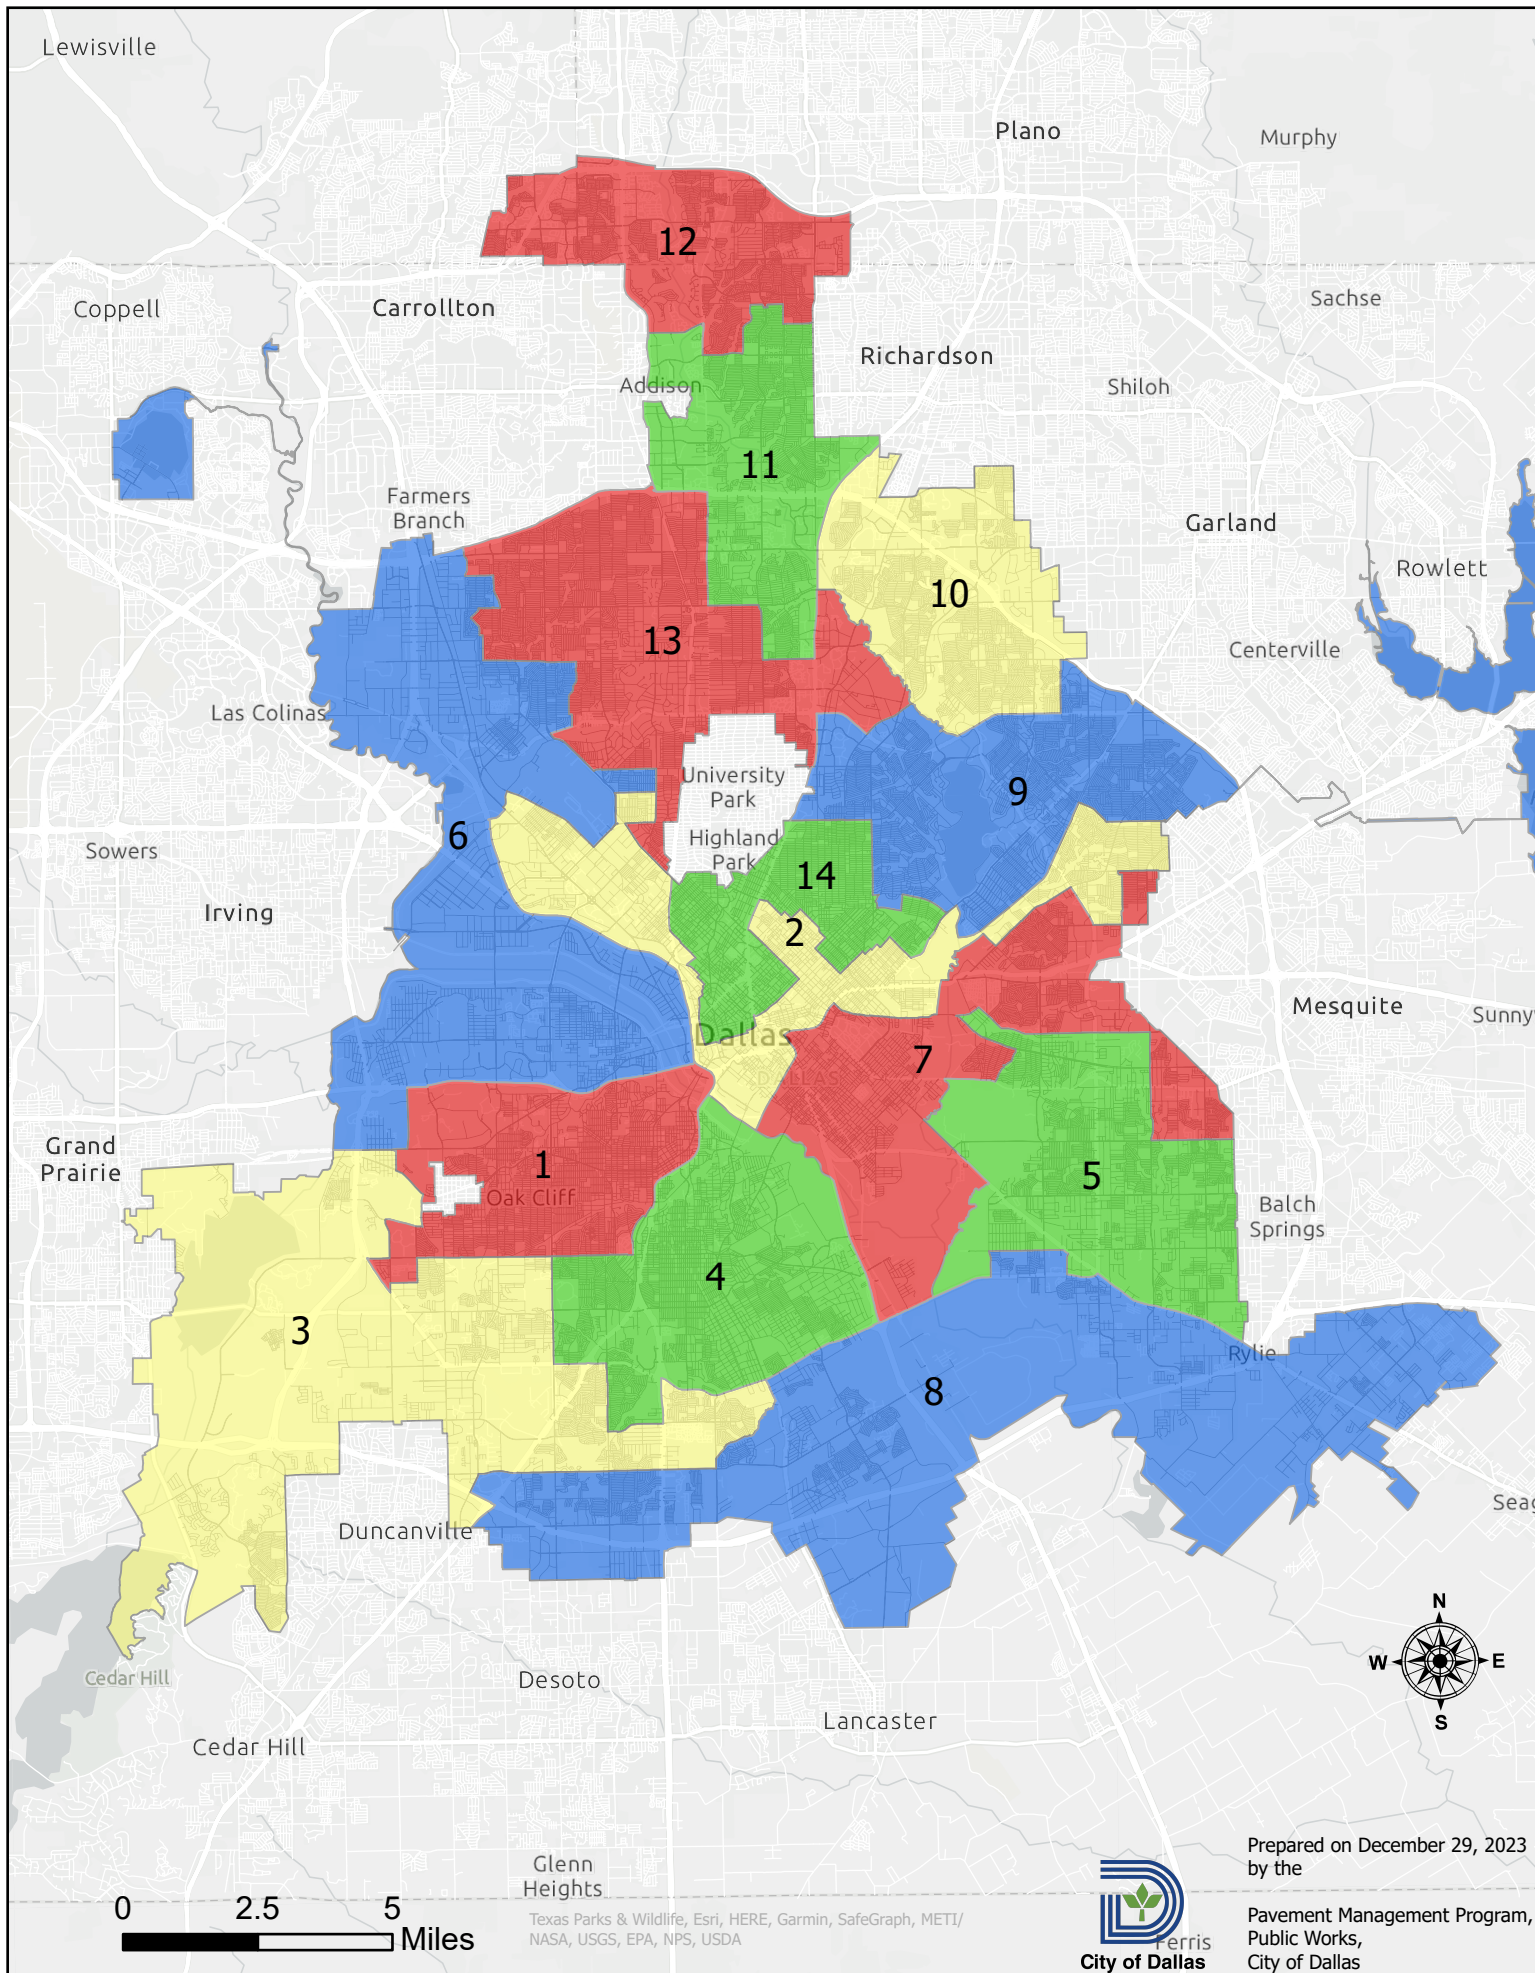 Lewisville
Plano
Murphy
12
Coppell
Carrollton
Sachse
Richardson
Addison
Shiloh
11
Farmers
Branch
Garland
Rowlett
10
13
Centerville
Las Colinas
University
Park
9
6
Highland
Park
Sowers
14
Irving
2
Mesquite
Dallas
7
DALLAS
Grand
Prairie
1
Oak Cliff
5
Balch
Springs
4
3
Rylie
8
Duncanville
N
W
E
S
Cedar Hill
Desoto
Lancaster
Cedar Hill
Glenn
Heights
0 2.5 5
Miles
Texas Parks & Wildlife, Esri, HERE, Garmin, SafeGraph, METI/
NASA, USGS, EPA, NPS, USDA
Ferris
City of Dallas
Prepared on December 29, 2023
by the
Pavement Management Program,
Public Works,
City of Dallas